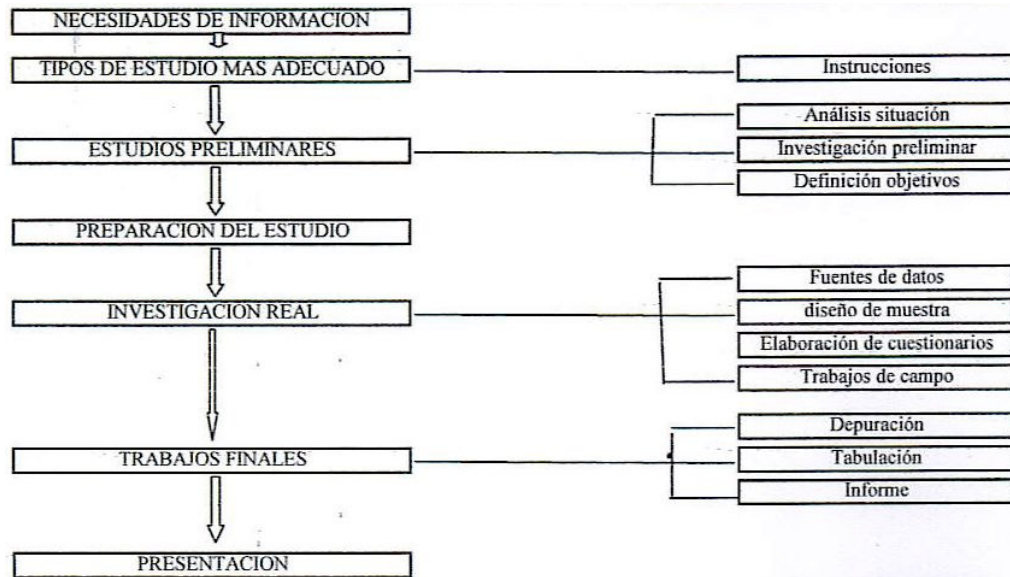 NECESIDADES DE INFORMACION
TIPOS DE ESTUDIO MAS ADECUADO
Instrucciones
Análisis situación
ESTUDIOS PRELIMINARES
Investigación preliminar
Definición objetivos
PREPARACION DEL ESTUDIO
Fuentes de datos
INVESTIGACION REAL
diseño de muestra
Elaboración de cuestionarios
Trabajos de campo
Depuración
TRABAJOS FINALES
Tabulación
Informe
PRESENTACION